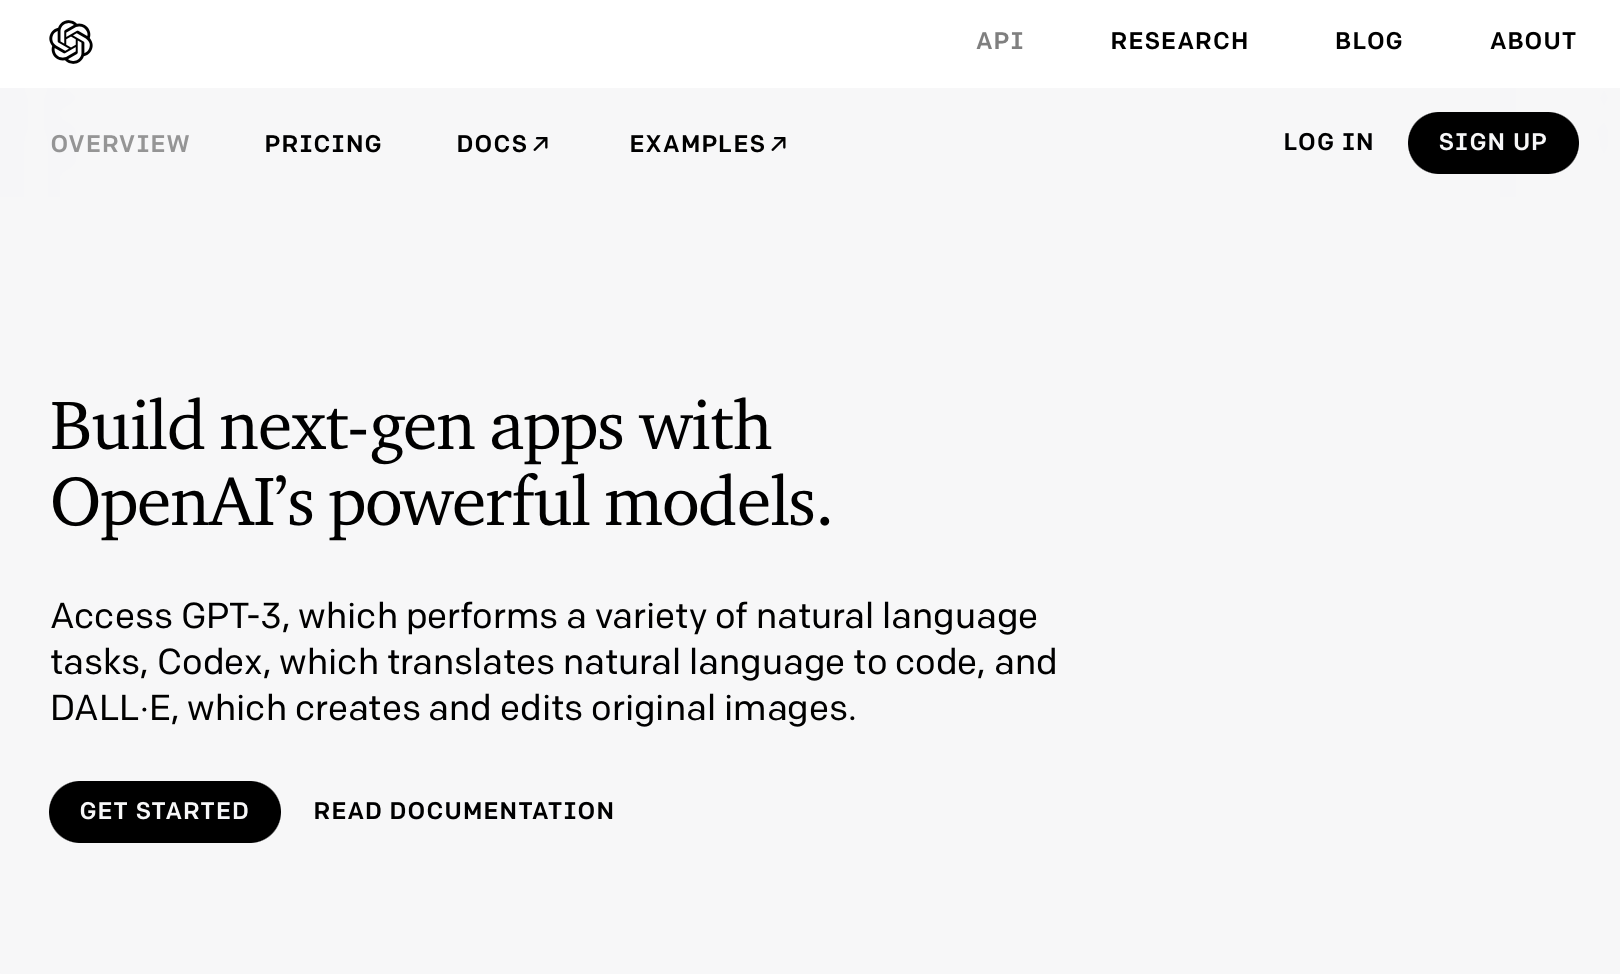 API RESEARCH BLOG ABOUT
OVERVIEW PRICING DOCS↗ EXAMPLES↗ LOG IN SIGN UP
Build next-gen apps with
OpenAI’s powerful models.
Access GPT-3, which performs a variety of natural language
tasks, Codex, which translates natural language to code, and
DALL·E, which creates and edits original images.
GET STARTED READ DOCUMENTATION